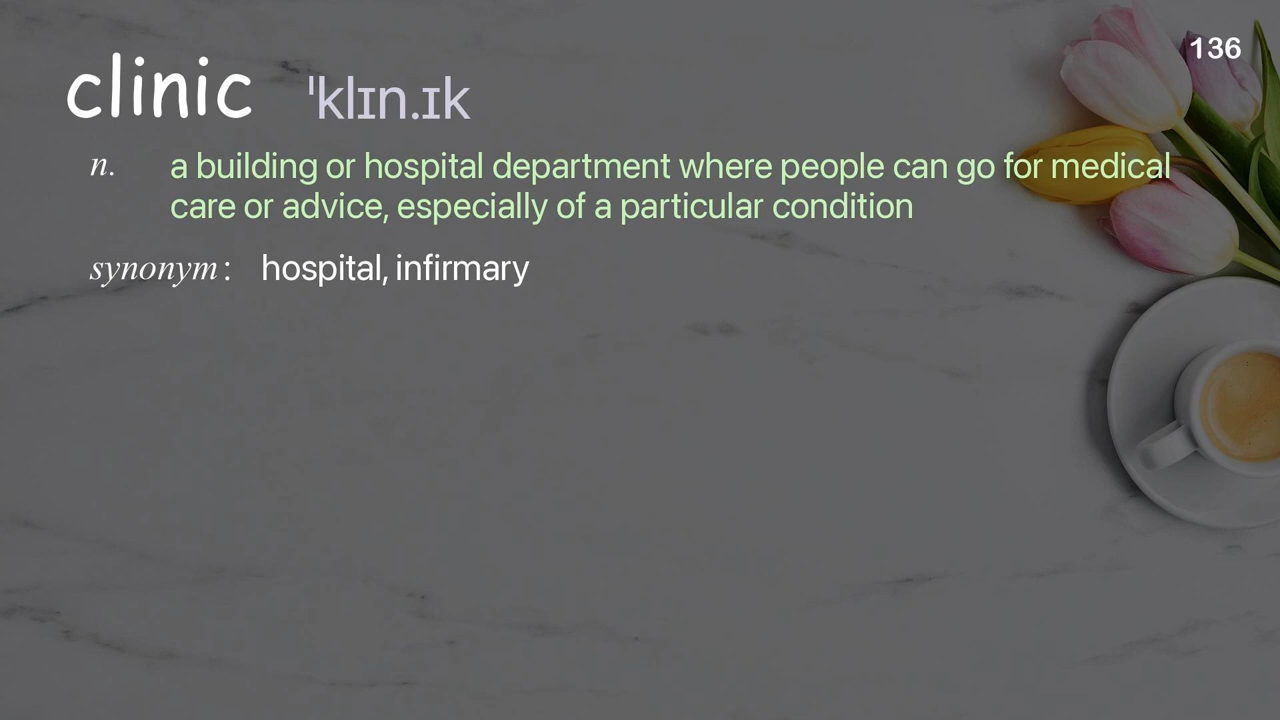 136
clinic ˈklɪn.ɪk
n. a building or hospital department where people can go for medical
care or advice, especially of a particular condition
synonym : hospital, infirmary